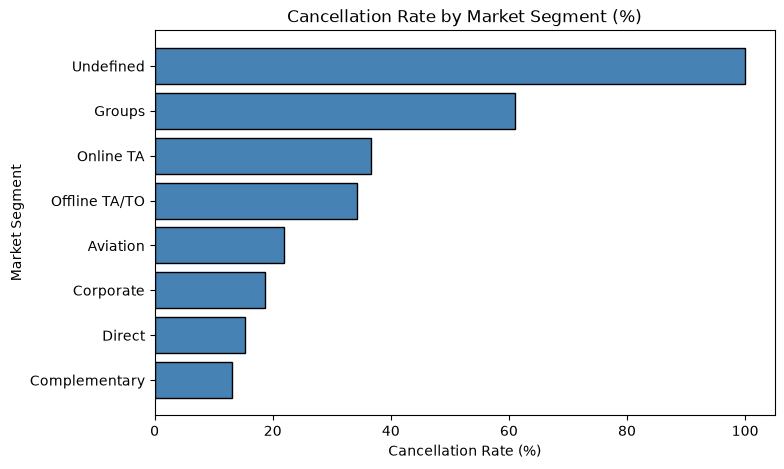 Cancellation Rate by Market Segment (%)
Market Segment
Undefined
Groups
Online TA
Offline TA/TO
Aviation
Corporate
Direct
Complementary
0 20 40 60 80 100
Cancellation Rate (%)